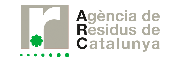 Agència de
Residus de
Catalunya